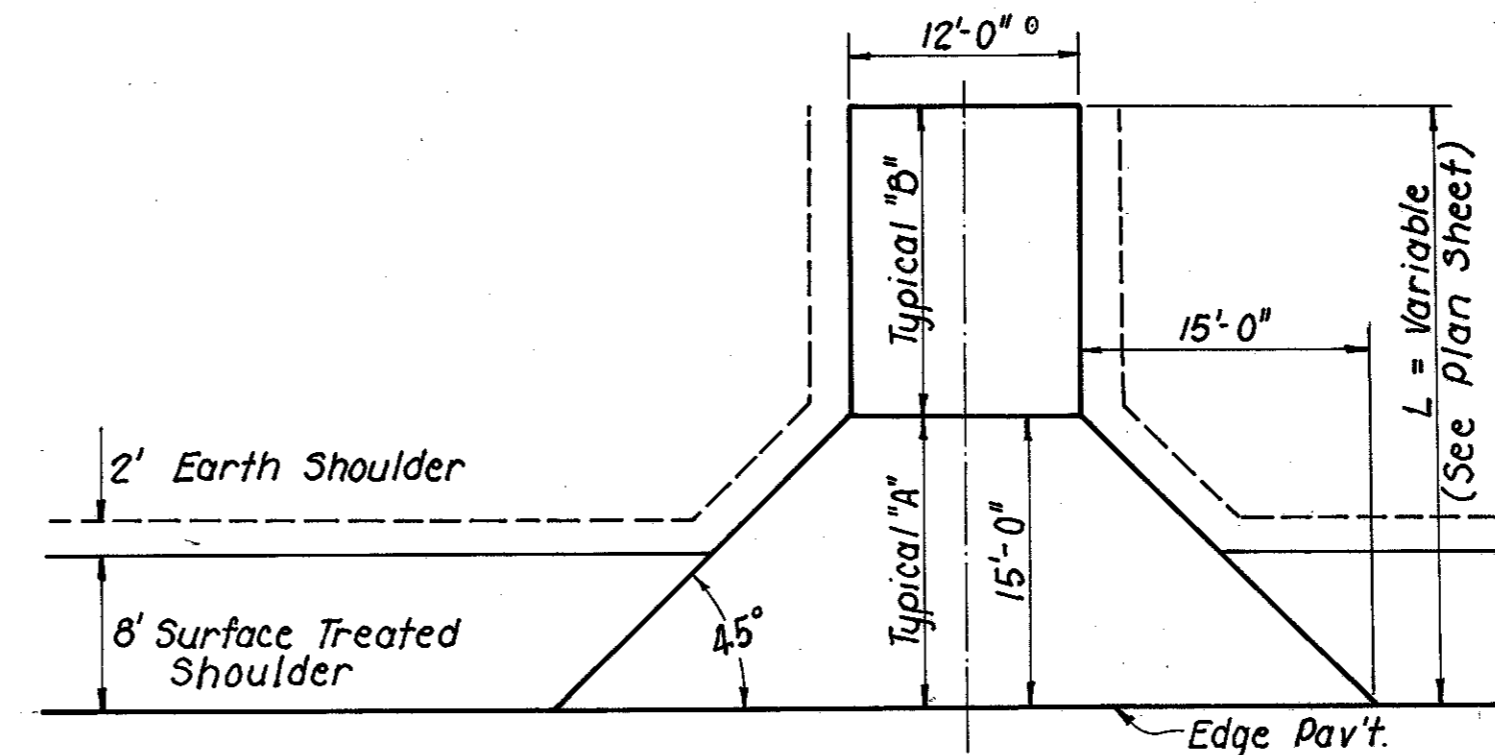 12'-0" °
Typical "B"
L = Variable
(See plan sheet)
15'-0"
2' Earth Shoulder
Typical "A"
15'-0"
45°
8' Surface Treated
Shoulder
Edge Pav't.